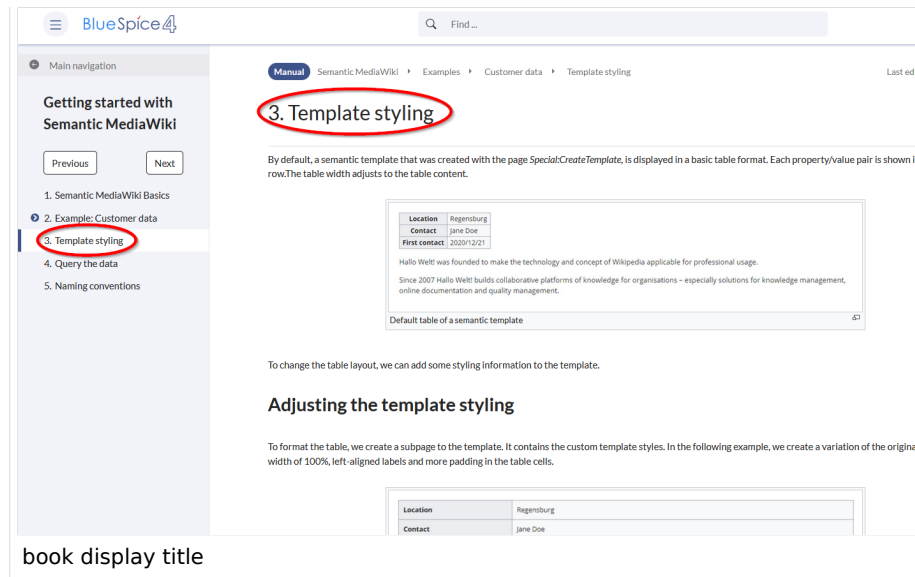 BlueSpice 4
Find ...
Main navigation
Getting started with
Semantic MediaWiki
Previous
Next
1. Semantic MediaWiki Basics
2. Example: Customer data
3. Template styling
4. Query the data
5. Naming conventions
Manual Semantic MediaWiki Examples Customer data Template styling
Last ed
3. Template styling
By default, a semantic template that was created with the page Special:CreateTemplate, is displayed in a basic table format. Each property/value pair is shown i
row.The table width adjusts to the table content.
Location Regensburg
Contact Jane Doe
First contact 2020/12/21
Hallo Welt! was founded to make the technology and concept of Wikipedia applicable for professional usage.
Since 2007 Hallo Welt! builds collaborative platforms of knowledge for organisations – especially solutions for knowledge management,
online documentation and quality management.
Default table of a semantic template
To change the table layout, we can add some styling information to the template.
Adjusting the template styling
To format the table, we create a subpage to the template. It contains the custom template styles. In the following example, we create a variation of the origina
width of 100%, left-aligned labels and more padding in the table cells.
Location Regensburg
Contact Jane Doe
book display title